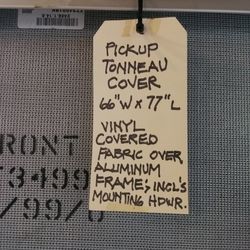 PICKUP
TONNEAU
COVER
66"W x 77"L
VINYL
COVERED
FABRIC OVER
ALUMINUM
FRAME; INCL'S
MOUNTING HDWR.
RONT
3499
/99/0